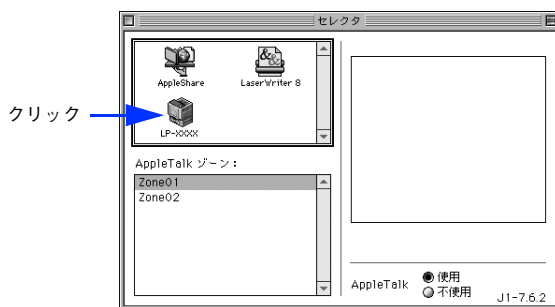 セレクタ
AppleShare
LaserWriter 8
クリック
LP-XXXX
AppleTalk ゾーン：
Zone01
Zone02
AppleTalk
使用
不使用
J1-7.6.2